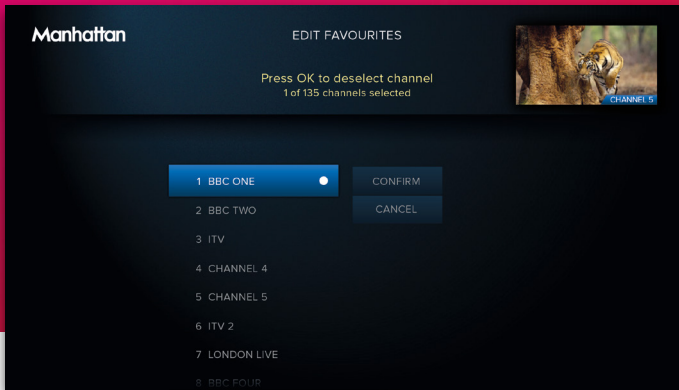 Manhattan
EDIT FAVOURITES
Press OK to deselect channel
1 of 135 channels selected
CHANNEL 5
1 BBC ONE
CONFIRM
2 BBC TWO
CANCEL
3 ITV
4 CHANNEL 4
5 CHANNEL 5
6 ITV 2
7 LONDON LIVE
8 BBC FOUR